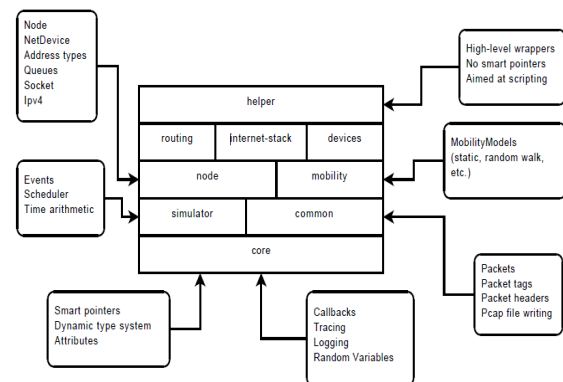 Node
NetDevice
Address types
Queues
Socket
Ipv4
High-level wrappers
No smart pointers
Aimed at scripting
helper
routing
internet-stack
devices
node
mobility
MobilityModels
(static, random walk,
etc.)
Events
Scheduler
Time arithmetic
simulator
common
core
Packets
Packet tags
Packet headers
Pcap file writing
Smart pointers
Dynamic type system
Attributes
Callbacks
Tracing
Logging
Random Variables